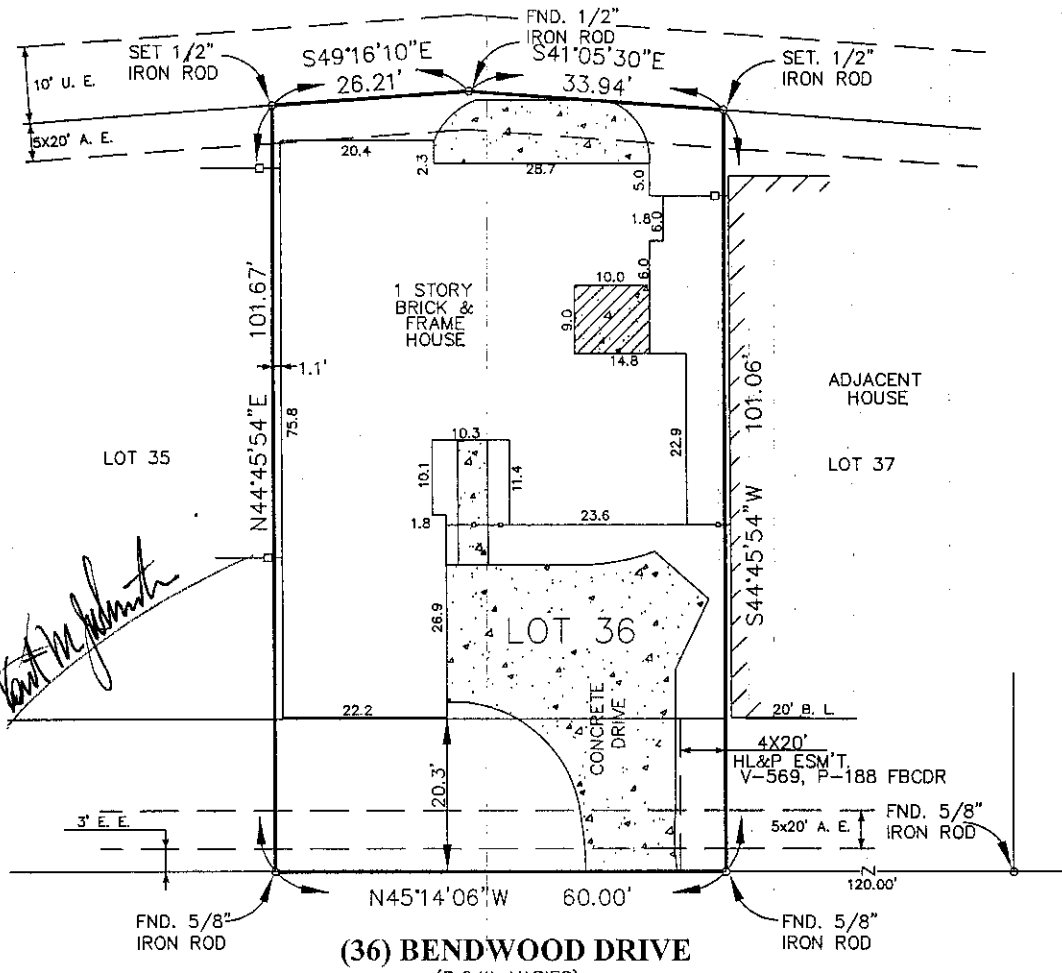 FND. 1/2"
IRON ROD
SET 1/2"
IRON ROD
S49°16'10"E
26.21'
S41°05'30"E
33.94'
SET. 1/2"
IRON ROD
10' U. E.
5X20' A. E.
20.4
2.3
28.7
5.0
1.8
6.0
6.0
10.0
9.0
14.8
1 STORY
BRICK &
FRAME
HOUSE
N44°45'54"E 101.67'
1.1'
75.8
S44°45'54"W 101.06'
ADJACENT
HOUSE
LOT 35
LOT 37
10.3
10.1
11.4
22.9
1.8
23.6
26.9
LOT 36
CONCRETE
DRIVE
22.2
20' B. L.
20.3'
4X20'
HL&P ESM'T.
V-569, P-188 FBCDR
3' E. E.
5x20' A. E.
FND. 5/8"
IRON ROD
120.00'
N45°14'06"W 60.00'
FND. 5/8"
IRON ROD
FND. 5/8"
IRON ROD
(36) BENDWOOD DRIVE